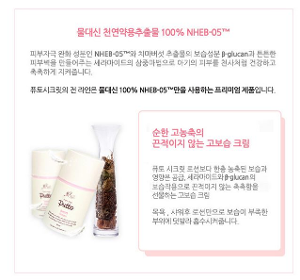 물대신 천연약용추출물 100% NHEB-05™
피부자극 완화 성분인 NHEB-05™와 치마버섯 추출물의 보습성분 β-glucan과 튼튼한
피부벽을 만들어주는 세라마이드의 삼중작업으로 아기의 피부를 천사처럼 건강하고
촉촉하게 지켜줍니다.
퓨토시크릿의 전 라인은 물대신 100% NHEB-05™만을 사용하는 프리미엄 제품입니다.
순한 고농축의
끈적이지 않는 고보습 크림
퓨토 시크릿 로션보다 한층 농축된 보습과
영양분 공급, 세라마이드와 β-glucan의
보습작용으로 끈적이지 않는 촉촉함을
선물하는 고보습 크림
목욕, 샤워후 로션만으로 보습이 부족한
부위에 덧발라 흡수시켜줍니다.